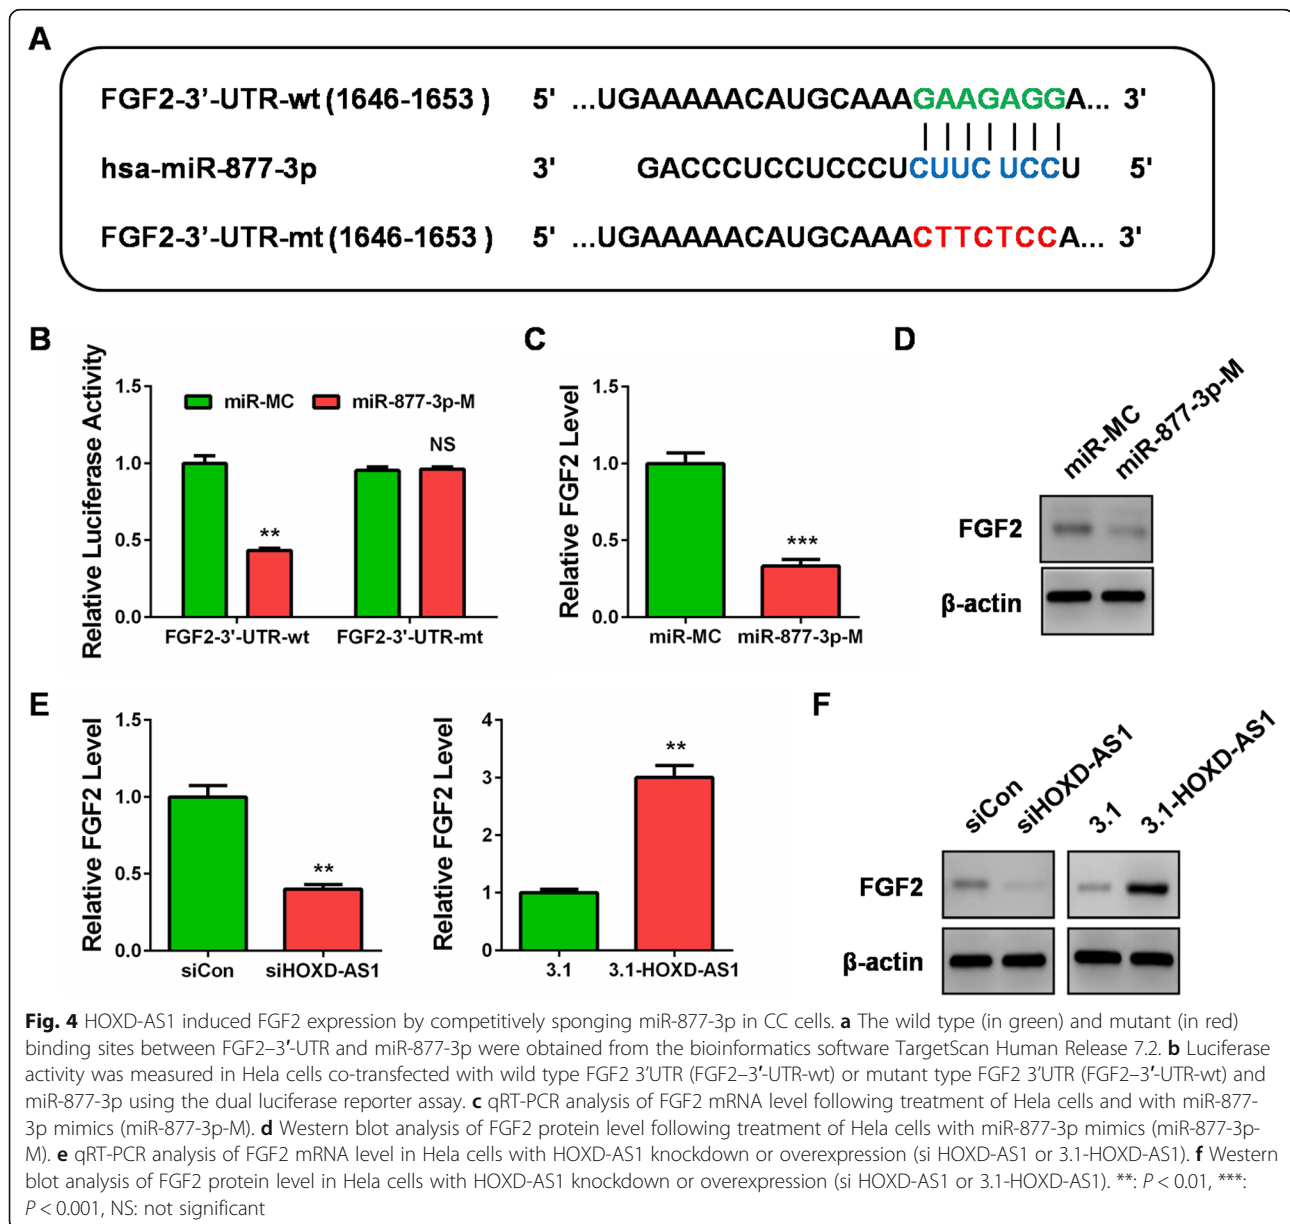 A
FGF2-3'-UTR-wt (1646-1653 ) 5' ...UGAAAAACAUGCAAAGAAGAGGA... 3'
hsa-miR-877-3p 3' GACCCUCCUCCCUCUUC UCCU 5'
FGF2-3'-UTR-mt (1646-1653 ) 5' ...UGAAAAACAUGCAAACTTCTCCA... 3'
B
Relative Luciferase Activity
1.5
1.0
0.5
0.0
miR-MC miR-877-3p-M
**
NS
FGF2-3'-UTR-wt FGF2-3'-UTR-mt
C
Relative FGF2 Level
1.5
1.0
0.5
0.0
***
miR-MC miR-877-3p-M
D
miR-MC
miR-877-3p-M
FGF2
β-actin
E
Relative FGF2 Level
1.5
1.0
0.5
0.0
**
siCon siHOXD-AS1
Relative FGF2 Level
4
3
2
1
0
**
3.1 3.1-HOXD-AS1
F
siCon
siHOXD-AS1
3.1
3.1-HOXD-AS1
FGF2
β-actin
Fig. 4 HOXD-AS1 induced FGF2 expression by competitively sponging miR-877-3p in CC cells. a The wild type (in green) and mutant (in red)
binding sites between FGF2–3′-UTR and miR-877-3p were obtained from the bioinformatics software TargetScan Human Release 7.2. b Luciferase
activity was measured in Hela cells co-transfected with wild type FGF2 3'UTR (FGF2–3′-UTR-wt) or mutant type FGF2 3'UTR (FGF2–3′-UTR-wt) and
miR-877-3p using the dual luciferase reporter assay. c qRT-PCR analysis of FGF2 mRNA level following treatment of Hela cells and with miR-877-
3p mimics (miR-877-3p-M). d Western blot analysis of FGF2 protein level following treatment of Hela cells with miR-877-3p mimics (miR-877-3p-
M). e qRT-PCR analysis of FGF2 mRNA level in Hela cells with HOXD-AS1 knockdown or overexpression (si HOXD-AS1 or 3.1-HOXD-AS1). f Western
blot analysis of FGF2 protein level in Hela cells with HOXD-AS1 knockdown or overexpression (si HOXD-AS1 or 3.1-HOXD-AS1). **: P < 0.01, ***:
P < 0.001, NS: not significant